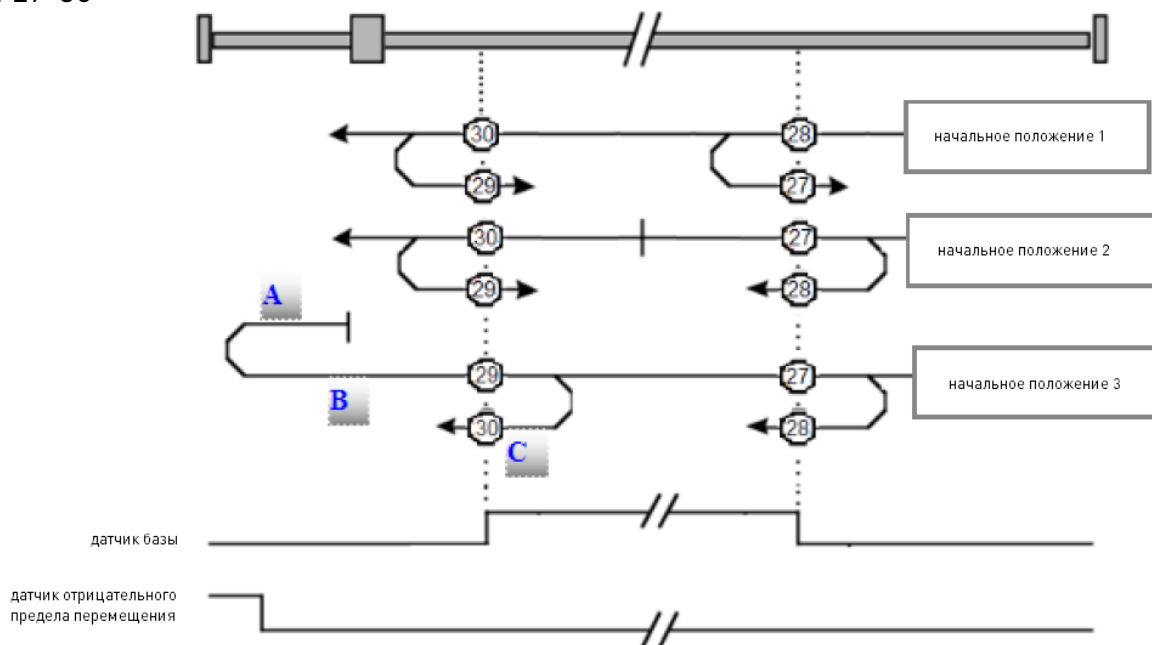 30 28 начальное положение 1
29 27
30 27 начальное положение 2
29 28
A
29 27 начальное положение 3
B
30 28
C
датчик базы
датчик отрицательного
предела перемещения